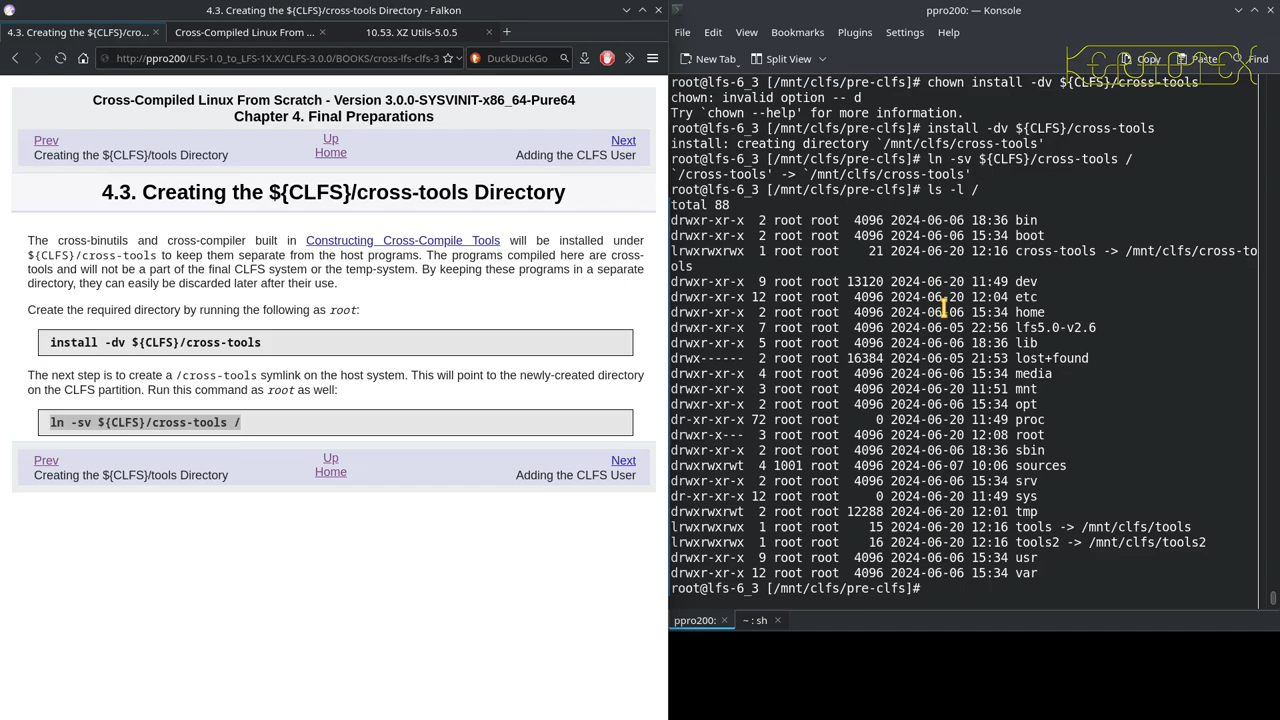 4.3. Creating the ${CLFS}/cross-tools Directory - Falkon
4.3. Creating the ${CLFS}/cro...
Cross-Compiled Linux From ...
10.53. XZ Utils-5.0.5
http://ppro200/LFS-1.0_to_LFS-1X.X/CLFS-3.0.0/BOOKS/cross-lfs-clfs-3
DuckDuckGo
Cross-Compiled Linux From Scratch - Version 3.0.0-SYSVINIT-x86_64-Pure64
Chapter 4. Final Preparations
Prev
Up
Next
Creating the ${CLFS}/tools Directory
Home
Adding the CLFS User
4.3. Creating the ${CLFS}/cross-tools Directory
The cross-binutils and cross-compiler built in Constructing Cross-Compile Tools will be installed under
${CLFS}/cross-tools to keep them separate from the host programs. The programs compiled here are cross-
tools and will not be a part of the final CLFS system or the temp-system. By keeping these programs in a separate
directory, they can easily be discarded later after their use.
Create the required directory by running the following as root:
install -dv ${CLFS}/cross-tools
The next step is to create a /cross-tools symlink on the host system. This will point to the newly-created directory
on the CLFS partition. Run this command as root as well:
ln -sv ${CLFS}/cross-tools /
Prev
Up
Next
Creating the ${CLFS}/tools Directory
Home
Adding the CLFS User
ppro200: — Konsole
File Edit View Bookmarks Plugins Settings Help
New Tab Split View Copy Paste Find
root@lfs-6_3 [/mnt/clfs/pre-clfs]# chown install -dv ${CLFS}/cross-tools
chown: invalid option -- d
Try `chown --help' for more information.
root@lfs-6_3 [/mnt/clfs/pre-clfs]# install -dv ${CLFS}/cross-tools
install: creating directory `/mnt/clfs/cross-tools'
root@lfs-6_3 [/mnt/clfs/pre-clfs]# ln -sv ${CLFS}/cross-tools /
`/cross-tools' -> `/mnt/clfs/cross-tools'
root@lfs-6_3 [/mnt/clfs/pre-clfs]# ls -l /
total 88
drwxr-xr-x  2 root root  4096 2024-06-06 18:36 bin
drwxr-xr-x  2 root root  4096 2024-06-06 15:34 boot
lrwxrwxrwx  1 root root    21 2024-06-20 12:16 cross-tools -> /mnt/clfs/cross-to
ols
drwxr-xr-x  9 root root 13120 2024-06-20 11:49 dev
drwxr-xr-x 12 root root  4096 2024-06-20 12:04 etc
drwxr-xr-x  2 root root  4096 2024-06-06 15:34 home
drwxr-xr-x  7 root root  4096 2024-06-05 22:56 lfs5.0-v2.6
drwxr-xr-x  5 root root  4096 2024-06-06 18:36 lib
drwx------  2 root root 16384 2024-06-05 21:53 lost+found
drwxr-xr-x  4 root root  4096 2024-06-06 15:34 media
drwxr-xr-x  3 root root  4096 2024-06-20 11:51 mnt
drwxr-xr-x  2 root root  4096 2024-06-06 15:34 opt
dr-xr-xr-x 72 root root     0 2024-06-20 11:49 proc
drwxr-x---  3 root root  4096 2024-06-20 12:08 root
drwxr-xr-x  2 root root  4096 2024-06-06 18:36 sbin
drwxrwxrwt  4 1001 root  4096 2024-06-07 10:06 sources
drwxr-xr-x  2 root root  4096 2024-06-06 15:34 srv
dr-xr-xr-x 12 root root     0 2024-06-20 11:49 sys
drwxrwxrwt  2 root root 12288 2024-06-20 12:01 tmp
lrwxrwxrwx  1 root root    15 2024-06-20 12:16 tools -> /mnt/clfs/tools
lrwxrwxrwx  1 root root    16 2024-06-20 12:16 tools2 -> /mnt/clfs/tools2
drwxr-xr-x  9 root root  4096 2024-06-06 15:34 usr
drwxr-xr-x 12 root root  4096 2024-06-06 15:34 var
root@lfs-6_3 [/mnt/clfs/pre-clfs]#
ppro200:
~ : sh